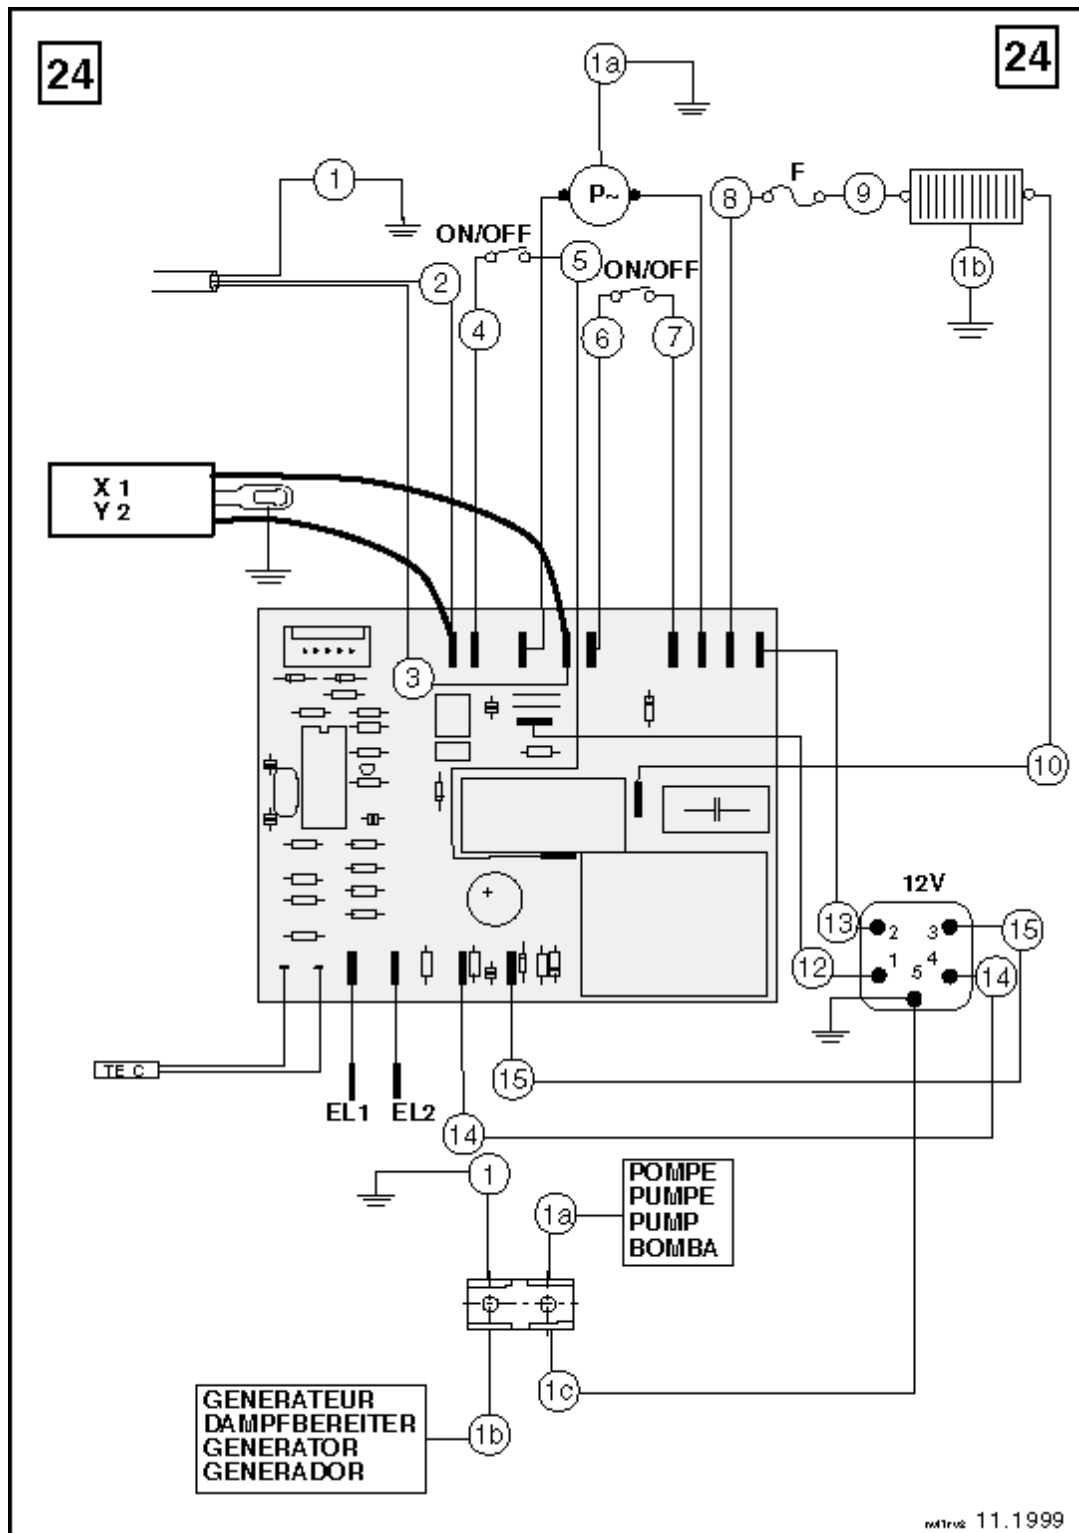 24
24
1a
1
P~
8
F
9
ON/OFF
5
1b
2
ON/OFF
4
6
7
X 1
Y 2
3
10
+
12V
13
2
3
15
12
1
5
4
14
TE C
15
EL1
EL2
14
1
POMPE
PUMPE
PUMP
BOMBA
1a
1c
GENERATEUR
DAMPFBEREITER
GENERATOR
GENERADOR
1b
11.1999